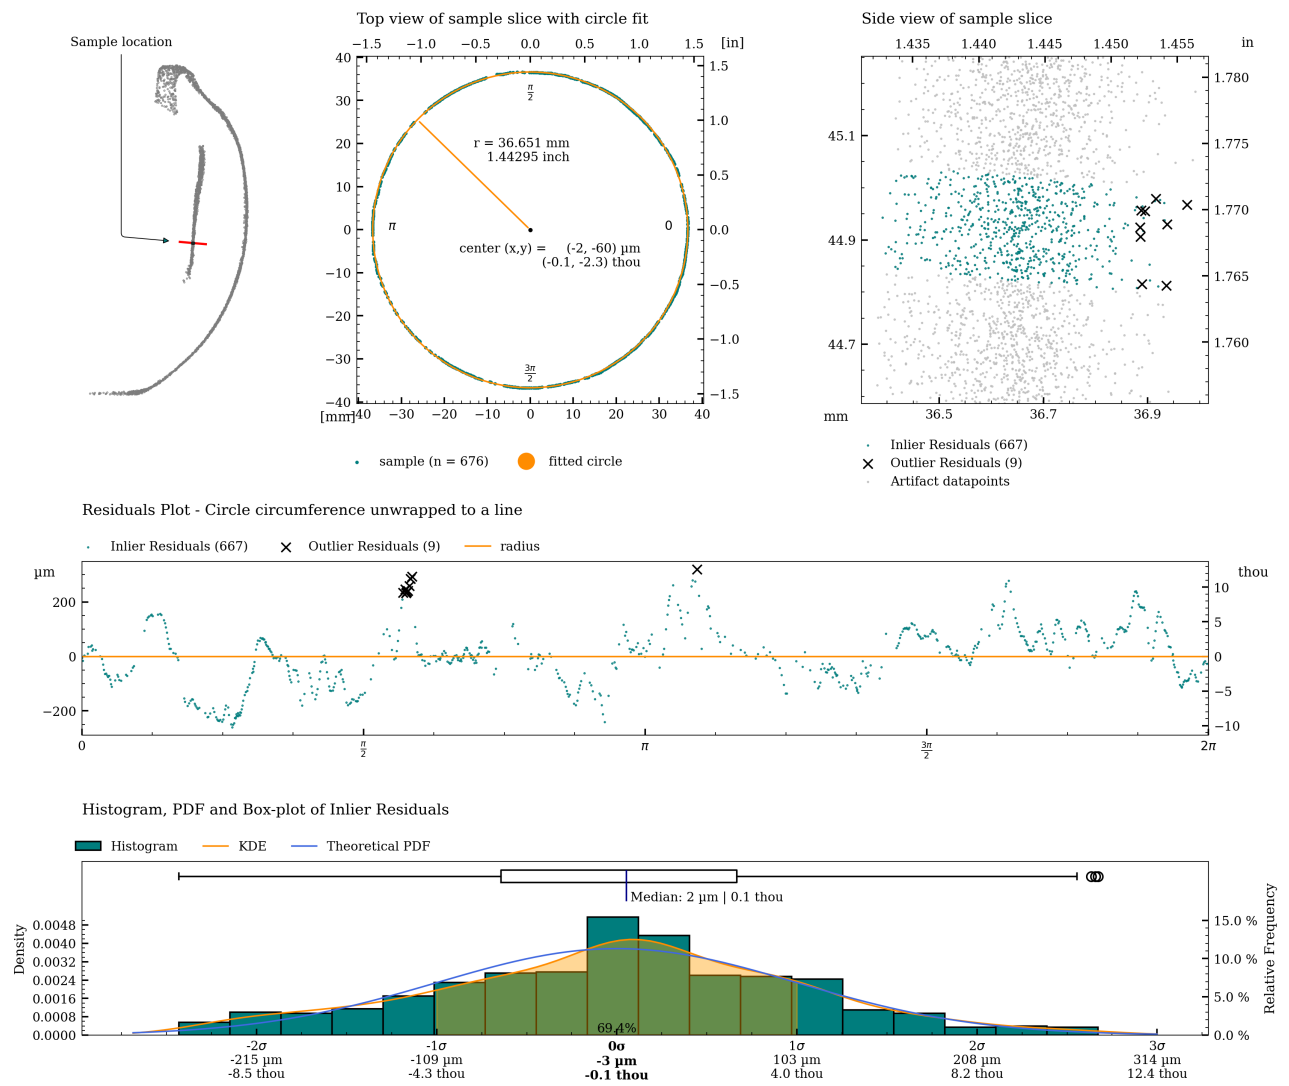 Sample location
Top view of sample slice with circle fit
−1.5 −1.0 −0.5 0.0 0.5 1.0 1.5 [in]
40
30
20
10
0
−10
−20
−30
−40
[mm]
−40 −30 −20 −10 0 10 20 30 40
1.5
1.0
0.5
0.0
−0.5
−1.0
−1.5
π/2
π
0
3π/2
r = 36.651 mm
1.44295 inch
center (x,y) = (-2, -60) µm
(-0.1, -2.3) thou
sample (n = 676) fitted circle
Side view of sample slice
1.435 1.440 1.445 1.450 1.455 in
45.1
44.9
44.7
1.780
1.775
1.770
1.765
1.760
mm 36.5 36.7 36.9
Inlier Residuals (667)
Outlier Residuals (9)
Artifact datapoints
Residuals Plot - Circle circumference unwrapped to a line
Inlier Residuals (667) Outlier Residuals (9) radius
µm
200
0
−200
thou
10
5
0
−5
−10
0 π/2 π 3π/2 2π
Histogram, PDF and Box-plot of Inlier Residuals
Histogram KDE Theoretical PDF
Median: 2 µm | 0.1 thou
Density
0.0048
0.0040
0.0032
0.0024
0.0016
0.0008
0.0000
Relative Frequency
15.0 %
10.0 %
5.0 %
0.0 %
69.4%
-2σ -1σ 0σ 1σ 2σ 3σ
-215 µm -109 µm -3 µm 103 µm 208 µm 314 µm
-8.5 thou -4.3 thou -0.1 thou 4.0 thou 8.2 thou 12.4 thou